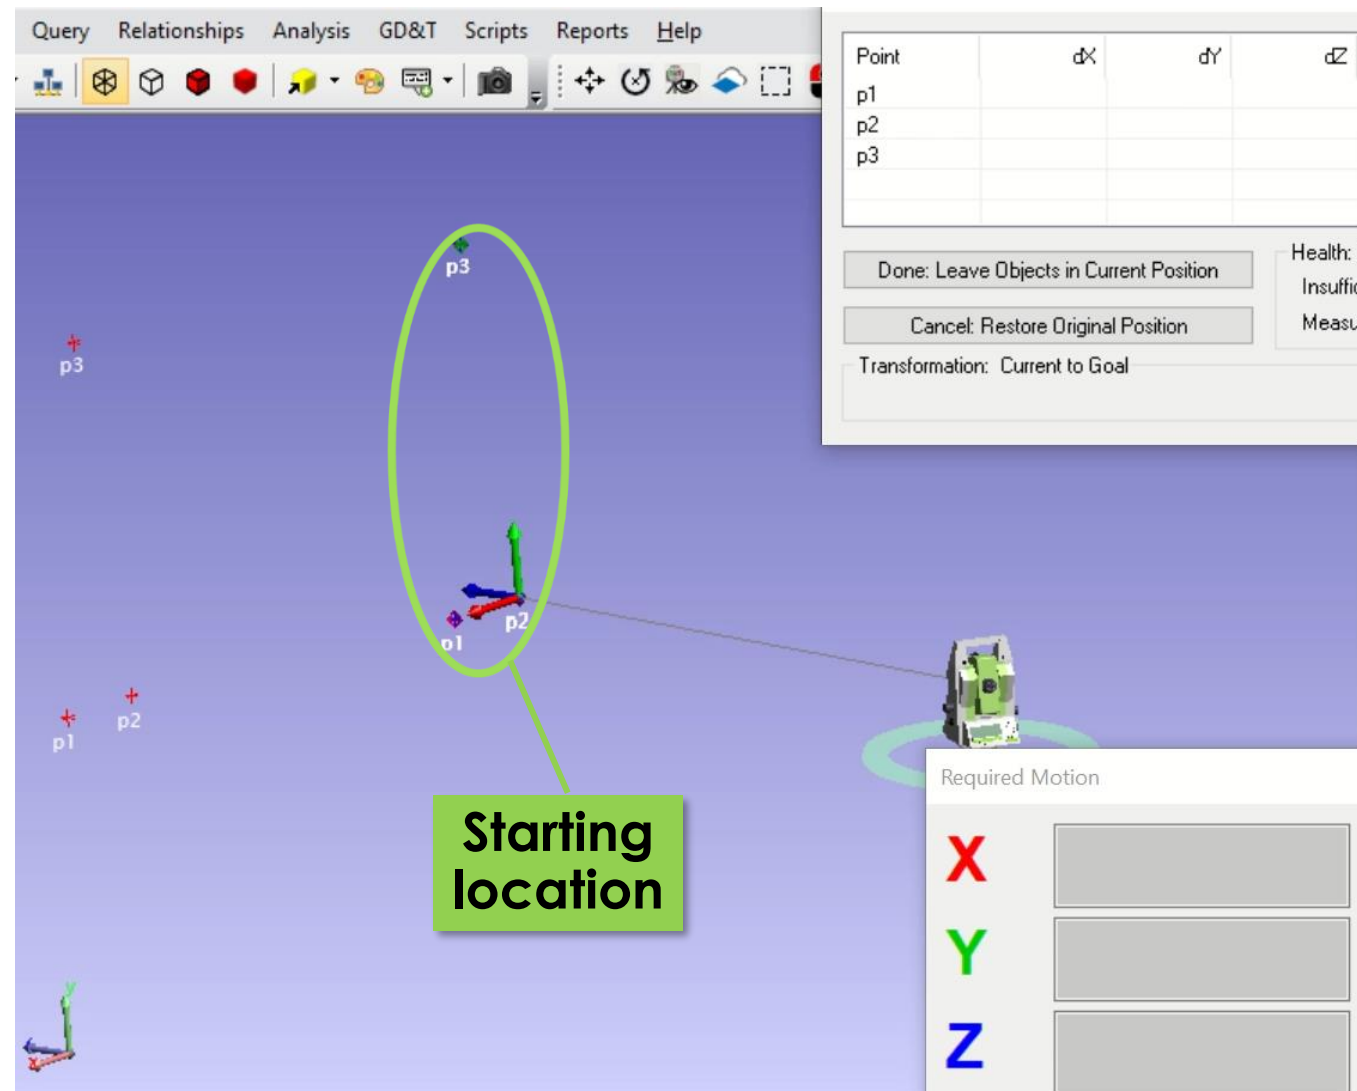 Query Relationships Analysis GD&T Scripts Reports Help
Point dX dY dZ
p1
p2
p3
Done: Leave Objects in Current Position
Health:
Cancel: Restore Original Position
Transformation: Current to Goal
p3
p3
p2
p1
p2
p1
Starting
location
Required Motion
X
Y
Z
y
x